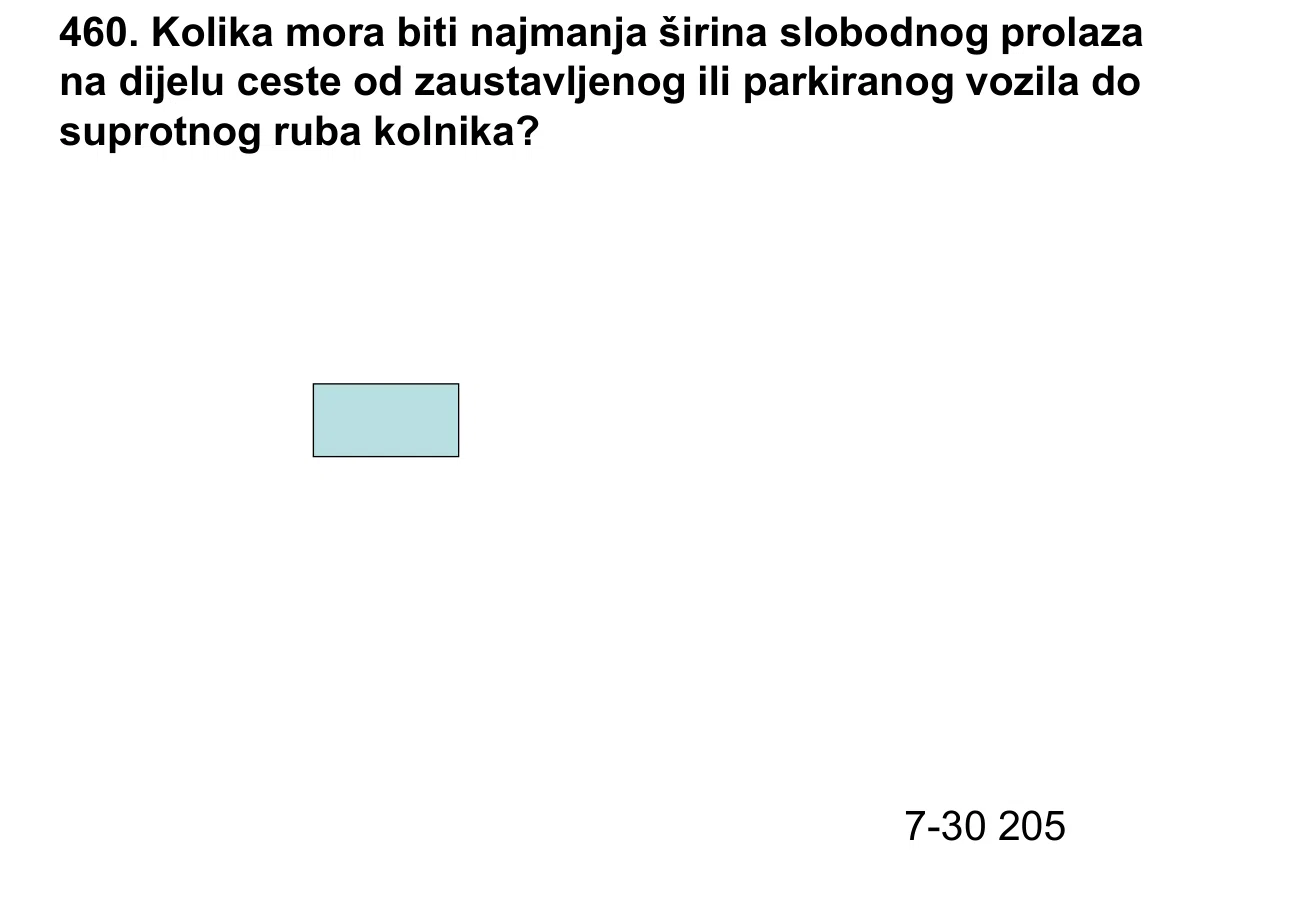 460. Kolika mora biti najmanja širina slobodnog prolaza
na dijelu ceste od zaustavljenog ili parkiranog vozila do
suprotnog ruba kolnika?
7-30 205